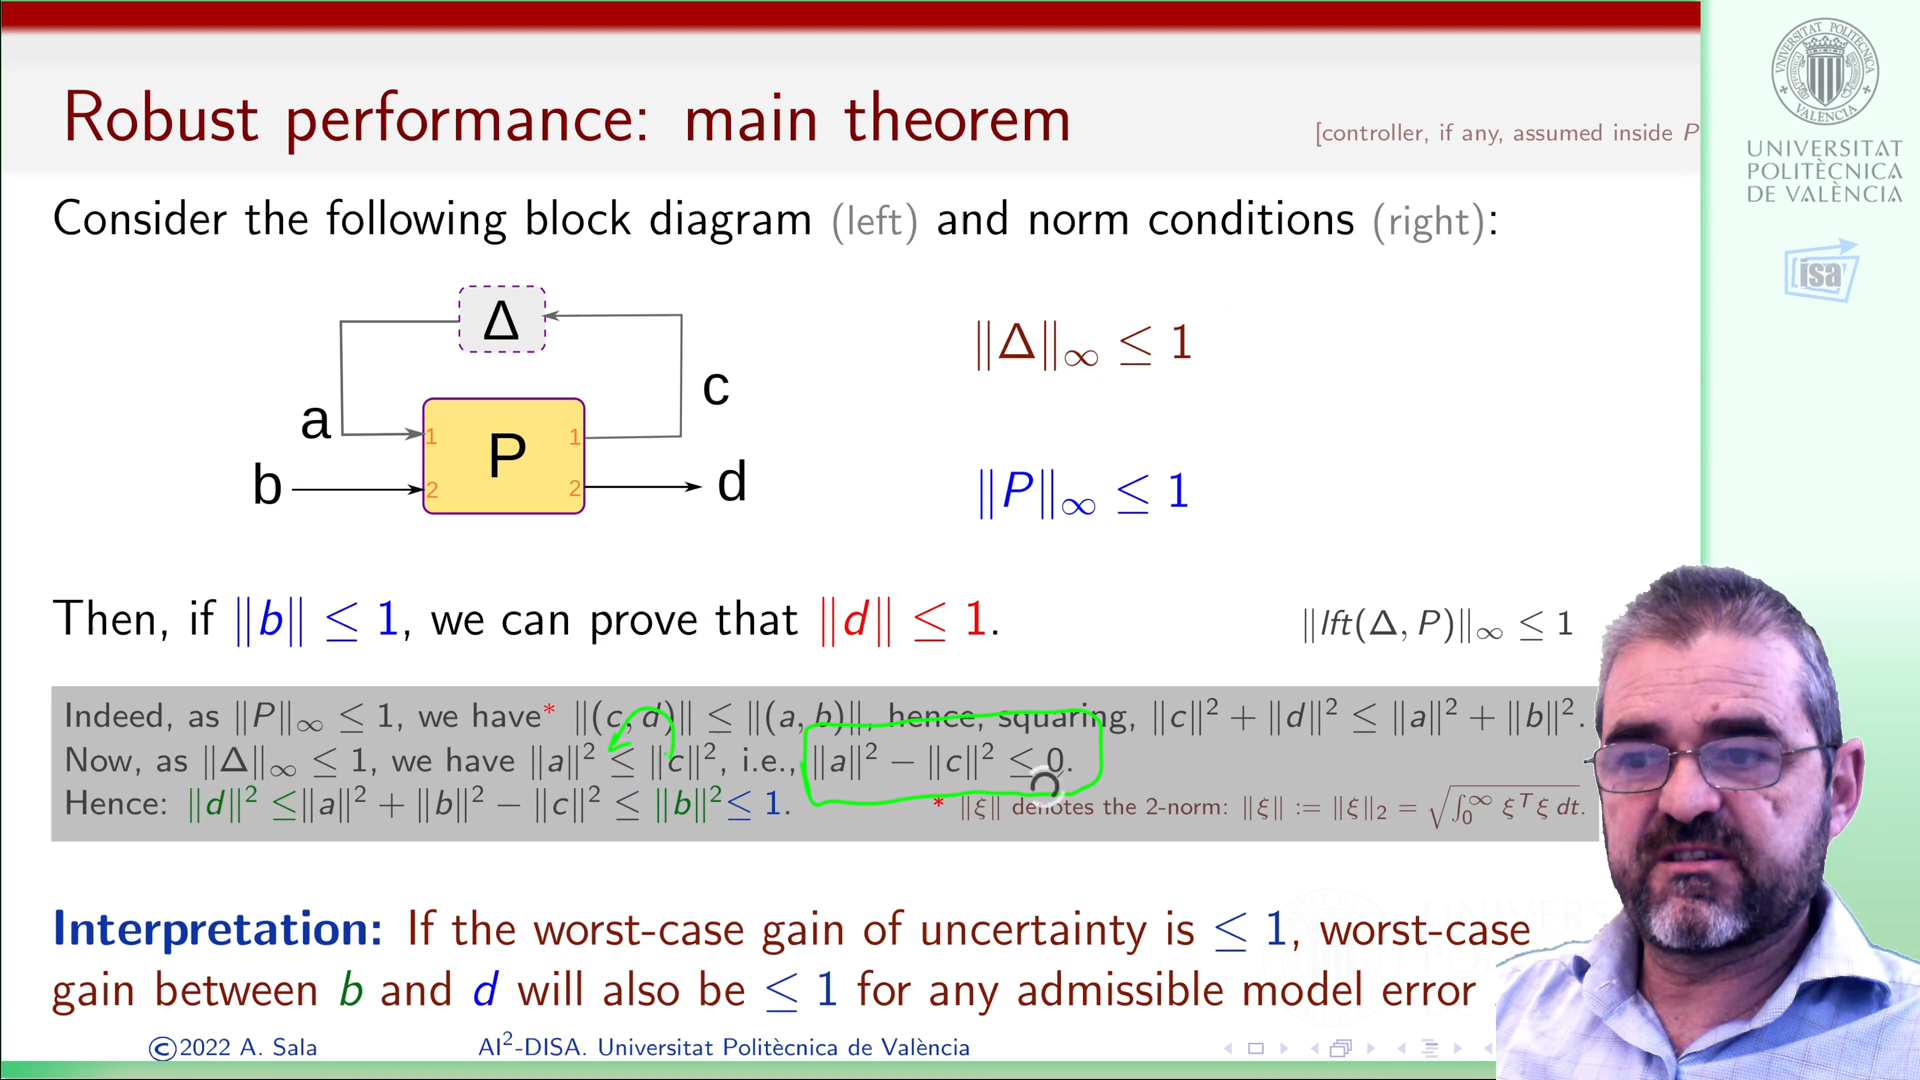 Robust performance: main theorem
[controller, if any, assumed inside P
Consider the following block diagram (left) and norm conditions (right):
Δ
a
c
1 P 1
b
2 2
d
‖Δ‖∞ ≤ 1
‖P‖∞ ≤ 1
Then, if ‖b‖ ≤ 1, we can prove that ‖d‖ ≤ 1.
‖lft(Δ, P)‖∞ ≤ 1
Indeed, as ‖P‖∞ ≤ 1, we have* ‖(c, d)‖ ≤ ‖(a, b)‖, hence, squaring, ‖c‖² + ‖d‖² ≤ ‖a‖² + ‖b‖².
Now, as ‖Δ‖∞ ≤ 1, we have ‖a‖² ≤ ‖c‖², i.e., ‖a‖² − ‖c‖² ≤ 0.
Hence: ‖d‖² ≤ ‖a‖² + ‖b‖² − ‖c‖² ≤ ‖b‖² ≤ 1.
* ‖ξ‖ denotes the 2-norm: ‖ξ‖ := ‖ξ‖₂ = √∫₀^∞ ξᵀξ dt.
Interpretation: If the worst-case gain of uncertainty is ≤ 1, worst-case
gain between b and d will also be ≤ 1 for any admissible model error
©2022 A. Sala
AI²-DISA. Universitat Politècnica de València
UNIVERSITAT
POLITÈCNICA
DE VALÈNCIA
isa